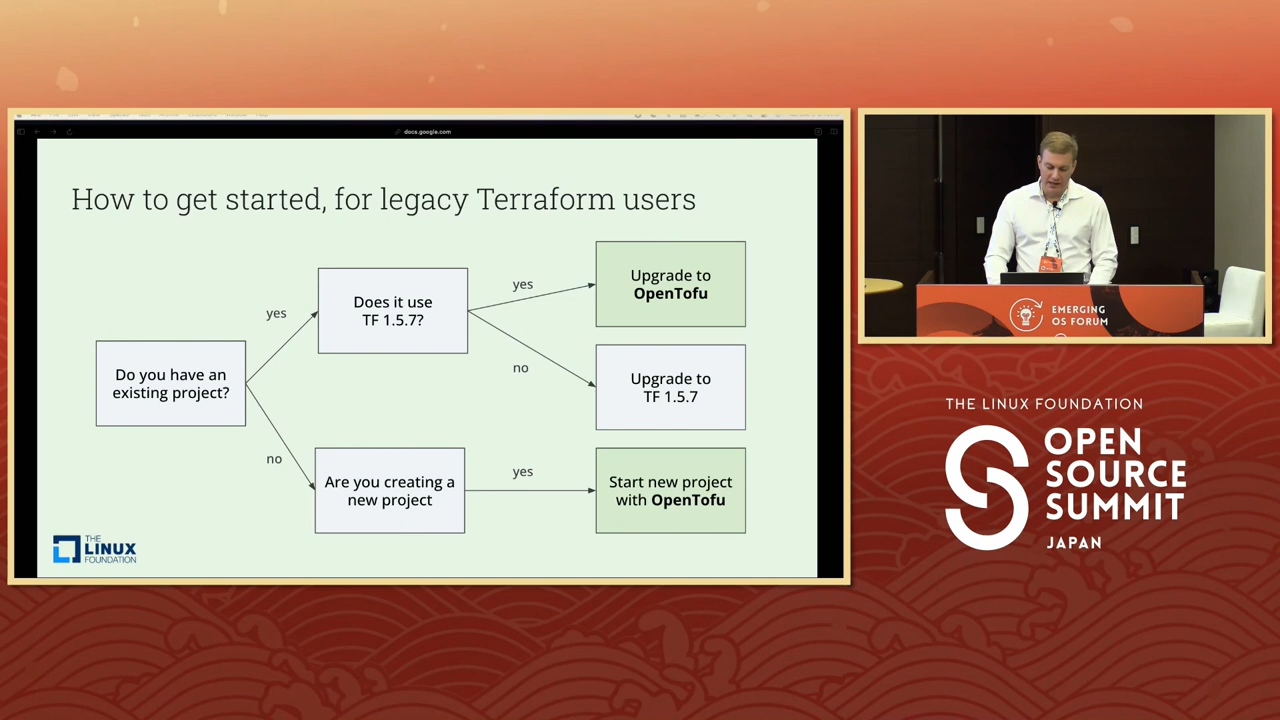 docs.google.com
How to get started, for legacy Terraform users
Do you have an
existing project?
yes
no
Does it use
TF 1.5.7?
Are you creating a
new project
yes
no
yes
Upgrade to
OpenTofu
Upgrade to
TF 1.5.7
Start new project
with OpenTofu
THE
LINUX
FOUNDATION
EMERGING
OS FORUM
THE LINUX FOUNDATION
OPEN
SOURCE
SUMMIT
JAPAN